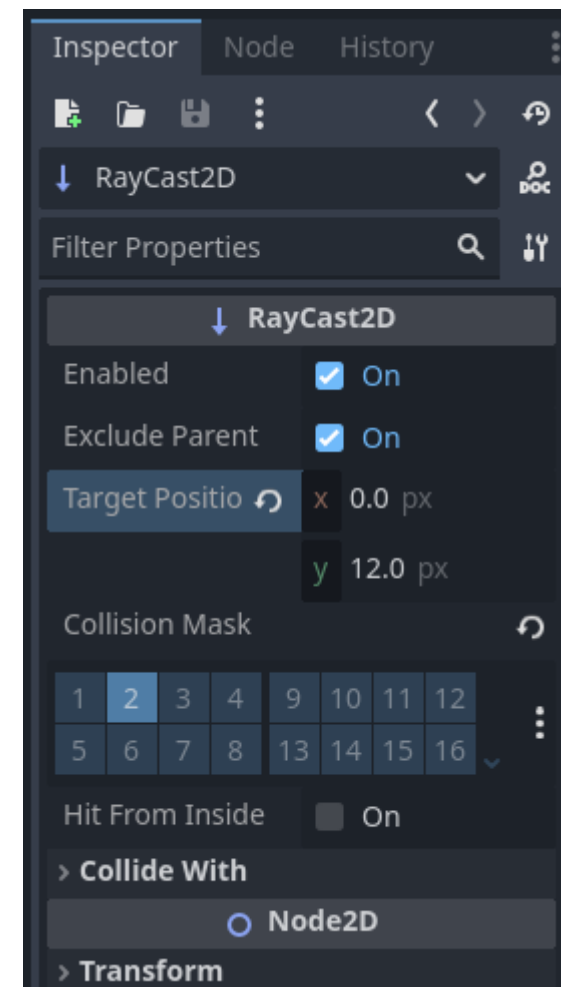 Inspector Node History
RayCast2D
DOC
Filter Properties
RayCast2D
Enabled On
Exclude Parent On
Target Positio x 0.0 px
y 12.0 px
Collision Mask
1 2 3 4 9 10 11 12
5 6 7 8 13 14 15 16
Hit From Inside On
Collide With
Node2D
Transform